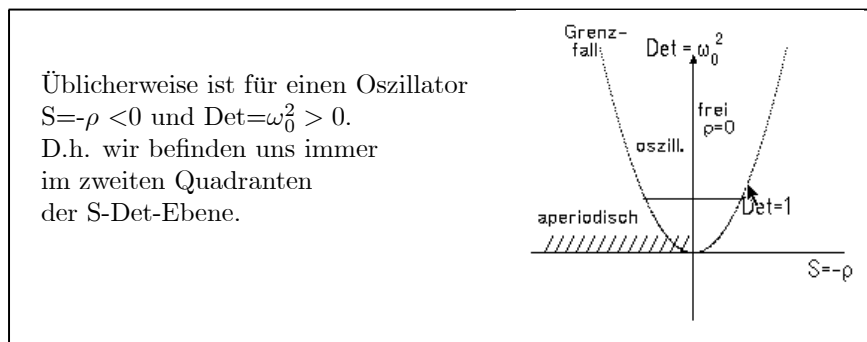 Üblicherweise ist für einen Oszillator
S=-ρ <0 und Det=ω₀² > 0.
D.h. wir befinden uns immer
im zweiten Quadranten
der S-Det-Ebene.
Grenz-
fall
Det = ω₀²
frei
ρ=0
oszill.
Det=1
aperiodisch
S=-ρ